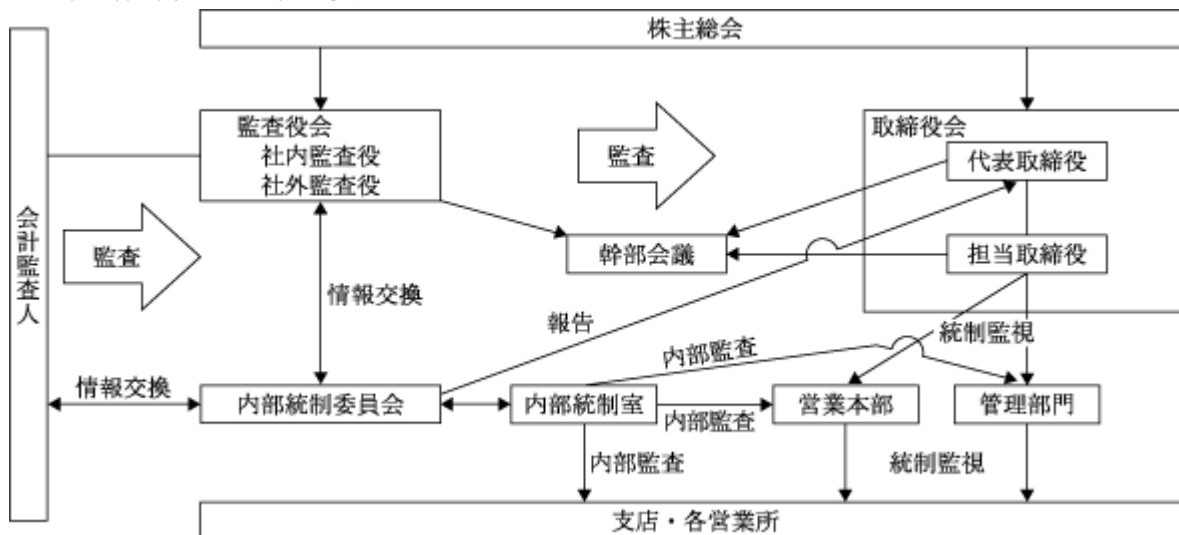 株主総会
監査役会
社内監査役
社外監査役
監査
取締役会
代表取締役
会計監査人
監査
幹部会議
担当取締役
情報交換
報告
統制監視
内部監査
情報交換
内部統制委員会
内部統制室
内部監査
営業本部
管理部門
内部監査
統制監視
支店・各営業所